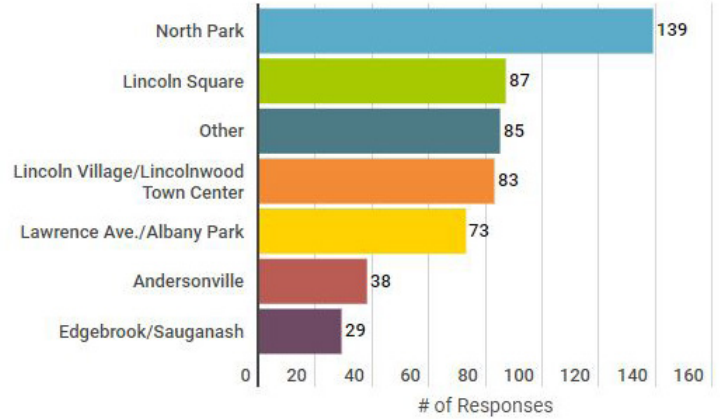 North Park 139
Lincoln Square 87
Other 85
Lincoln Village/Lincolnwood
Town Center 83
Lawrence Ave./Albany Park 73
Andersonville 38
Edgebrook/Sauganash 29
0 20 40 60 80 100 120 140 160
# of Responses